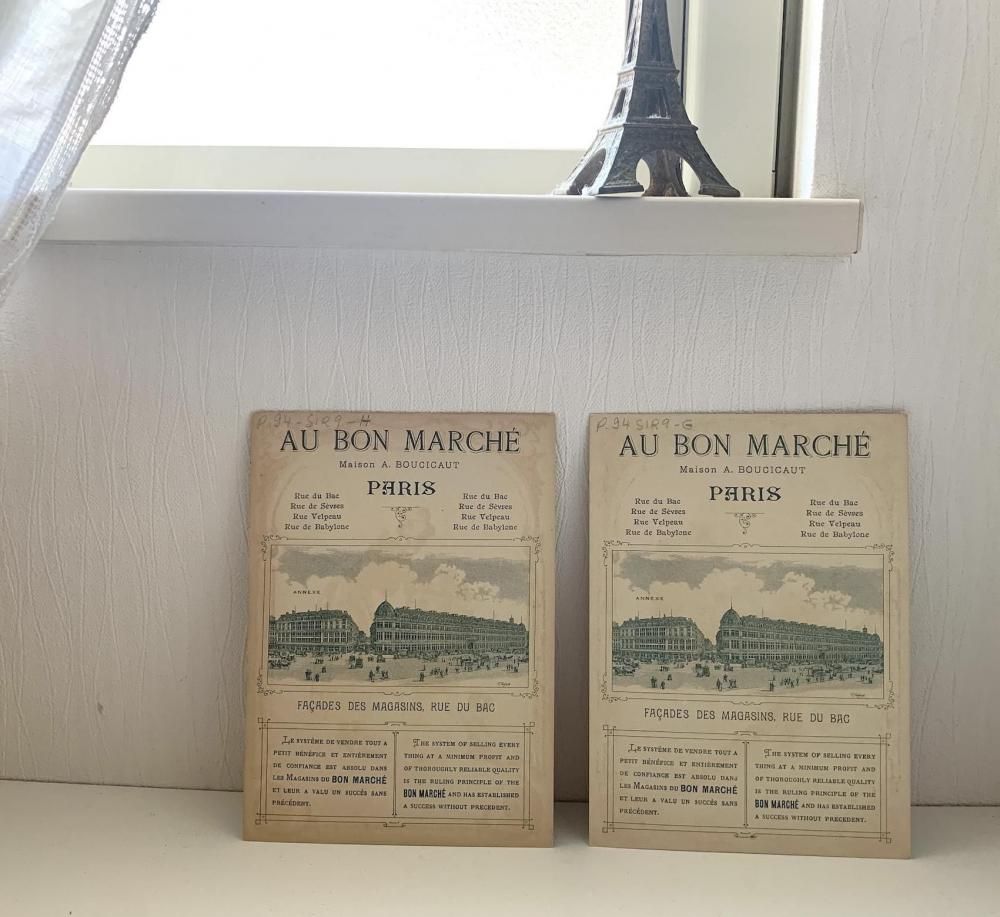 P.94-SIR9-H
AU BON MARCHÉ
Maison A. BOUCICAUT
PARIS
Rue du Bac
Rue de Sèvres
Rue Velpeau
Rue de Babylone
Rue du Bac
Rue de Sèvres
Rue Velpeau
Rue de Babylone
ANNEXE
FAÇADES DES MAGASINS, RUE DU BAC
LE SYSTÈME DE VENDRE TOUT A
PETIT BÉNÉFICE ET ENTIÈREMENT
DE CONFIANCE EST ABSOLU DANS
LES MAGASINS DU BON MARCHÉ
ET LEUR A VALU UN SUCCÈS SANS
PRÉCÉDENT.
THE SYSTEM OF SELLING EVERY
THING AT A MINIMUM PROFIT AND
OF THOROUGHLY RELIABLE QUALITY
IS THE RULING PRINCIPLE OF THE
BON MARCHÉ AND HAS ESTABLISHED
A SUCCESS WITHOUT PRECEDENT.
P.94 SIR9-G
AU BON MARCHÉ
Maison A. BOUCICAUT
PARIS
Rue du Bac
Rue de Sèvres
Rue Velpeau
Rue de Babylone
Rue du Bac
Rue de Sèvres
Rue Velpeau
Rue de Babylone
ANNEXE
FAÇADES DES MAGASINS, RUE DU BAC
LE SYSTÈME DE VENDRE TOUT A
PETIT BÉNÉFICE ET ENTIÈREMENT
DE CONFIANCE EST ABSOLU DANS
LES MAGASINS DU BON MARCHÉ
ET LEUR A VALU UN SUCCÈS SANS
PRÉCÉDENT.
THE SYSTEM OF SELLING EVERY
THING AT A MINIMUM PROFIT AND
OF THOROUGHLY RELIABLE QUALITY
IS THE RULING PRINCIPLE OF THE
BON MARCHÉ AND HAS ESTABLISHED
A SUCCESS WITHOUT PRECEDENT.